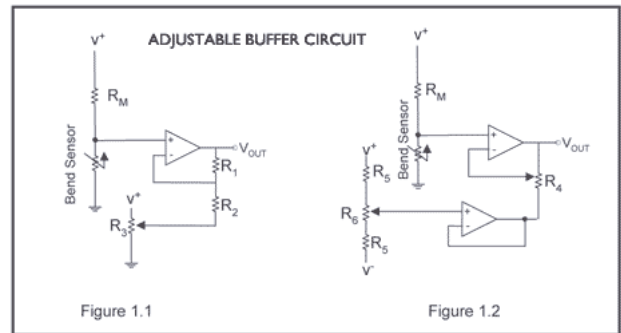 ADJUSTABLE BUFFER CIRCUIT
V+
RM
Bend Sensor
+
-
VOUT
R1
R2
V+
R3
Figure 1.1
V+
RM
Bend Sensor
+
-
VOUT
R4
V+
R5
R6
R5
V-
+
-
Figure 1.2